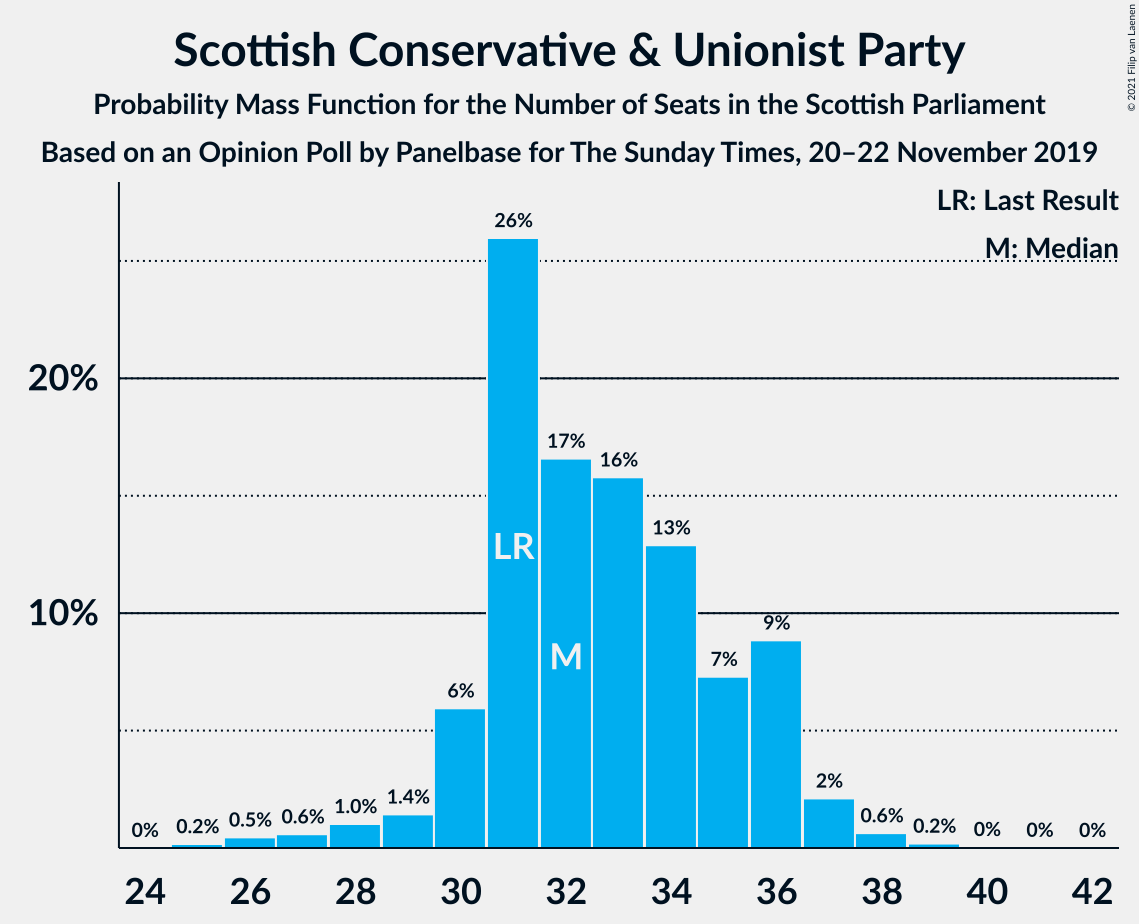 Scottish Conservative & Unionist Party
Probability Mass Function for the Number of Seats in the Scottish Parliament
Based on an Opinion Poll by Panelbase for The Sunday Times, 20–22 November 2019
© 2021 Filip van Laenen
LR: Last Result
M: Median
20%
10%
0%
0.2%
0.5%
0.6%
1.0%
1.4%
6%
26%
17%
16%
13%
7%
9%
2%
0.6%
0.2%
0%
0%
0%
LR
M
24 26 28 30 32 34 36 38 40 42